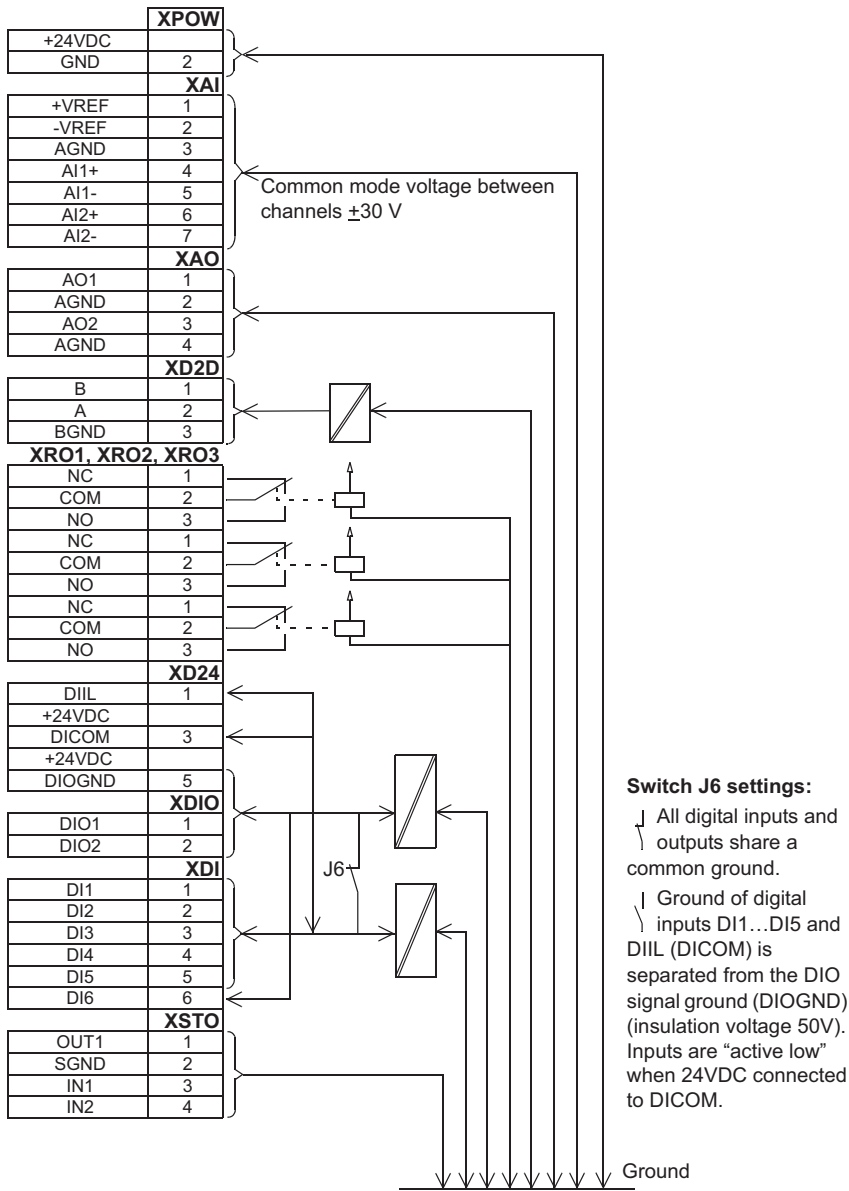 XPOW
+24VDC
GND 2
XAI
+VREF 1
-VREF 2
AGND 3
AI1+ 4
AI1- 5
AI2+ 6
AI2- 7
Common mode voltage between
channels ±30 V
XAO
AO1 1
AGND 2
AO2 3
AGND 4
XD2D
B 1
A 2
BGND 3
XRO1, XRO2, XRO3
NC 1
COM 2
NO 3
NC 1
COM 2
NO 3
NC 1
COM 2
NO 3
XD24
DIIL 1
+24VDC
DICOM 3
+24VDC
DIOGND 5
XDIO
DIO1 1
DIO2 2
XDI
DI1 1
DI2 2
DI3 3
DI4 4
DI5 5
DI6 6
J6
XSTO
OUT1 1
SGND 2
IN1 3
IN2 4
Switch J6 settings:
All digital inputs and
outputs share a
common ground.
Ground of digital
inputs DI1…DI5 and
DIIL (DICOM) is
separated from the DIO
signal ground (DIOGND)
(insulation voltage 50V).
Inputs are “active low”
when 24VDC connected
to DICOM.
Ground